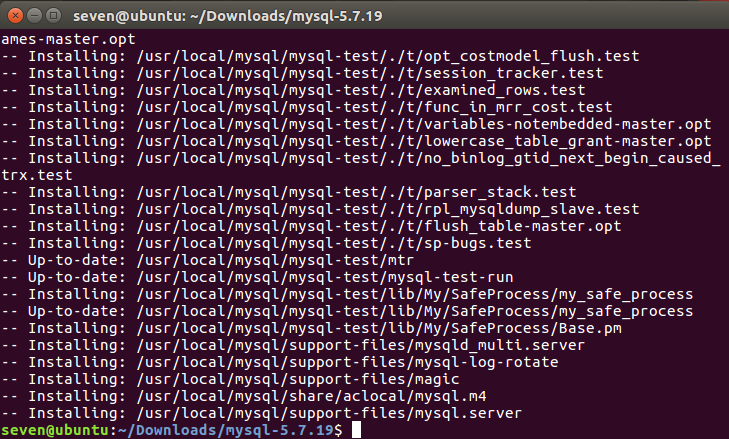 seven@ubuntu: ~/Downloads/mysql-5.7.19
ames-master.opt
-- Installing: /usr/local/mysql/mysql-test/./t/opt_costmodel_flush.test
-- Installing: /usr/local/mysql/mysql-test/./t/session_tracker.test
-- Installing: /usr/local/mysql/mysql-test/./t/examined_rows.test
-- Installing: /usr/local/mysql/mysql-test/./t/func_in_mrr_cost.test
-- Installing: /usr/local/mysql/mysql-test/./t/variables-notembedded-master.opt
-- Installing: /usr/local/mysql/mysql-test/./t/lowercase_table_grant-master.opt
-- Installing: /usr/local/mysql/mysql-test/./t/no_binlog_gtid_next_begin_caused_
trx.test
-- Installing: /usr/local/mysql/mysql-test/./t/parser_stack.test
-- Installing: /usr/local/mysql/mysql-test/./t/rpl_mysqldump_slave.test
-- Installing: /usr/local/mysql/mysql-test/./t/flush_table-master.opt
-- Installing: /usr/local/mysql/mysql-test/./t/sp-bugs.test
-- Up-to-date: /usr/local/mysql/mysql-test/mtr
-- Up-to-date: /usr/local/mysql/mysql-test/mysql-test-run
-- Installing: /usr/local/mysql/mysql-test/lib/My/SafeProcess/my_safe_process
-- Up-to-date: /usr/local/mysql/mysql-test/lib/My/SafeProcess/my_safe_process
-- Installing: /usr/local/mysql/mysql-test/lib/My/SafeProcess/Base.pm
-- Installing: /usr/local/mysql/support-files/mysqld_multi.server
-- Installing: /usr/local/mysql/support-files/mysql-log-rotate
-- Installing: /usr/local/mysql/support-files/magic
-- Installing: /usr/local/mysql/share/aclocal/mysql.m4
-- Installing: /usr/local/mysql/support-files/mysql.server
seven@ubuntu:~/Downloads/mysql-5.7.19$